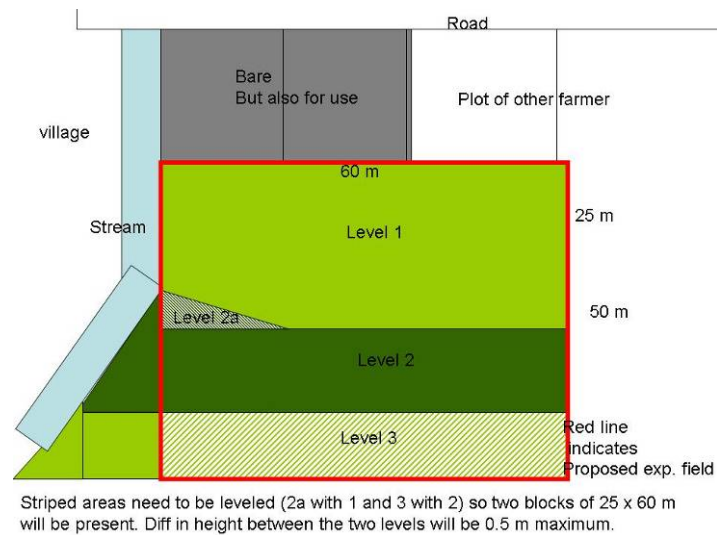 Road
Bare
But also for use
Plot of other farmer
village
60 m
25 m
Stream
Level 1
50 m
Level 2a
Level 2
Level 3
Red line
indicates
Proposed exp. field
Striped areas need to be leveled (2a with 1 and 3 with 2) so two blocks of 25 x 60 m
will be present. Diff in height between the two levels will be 0.5 m maximum.